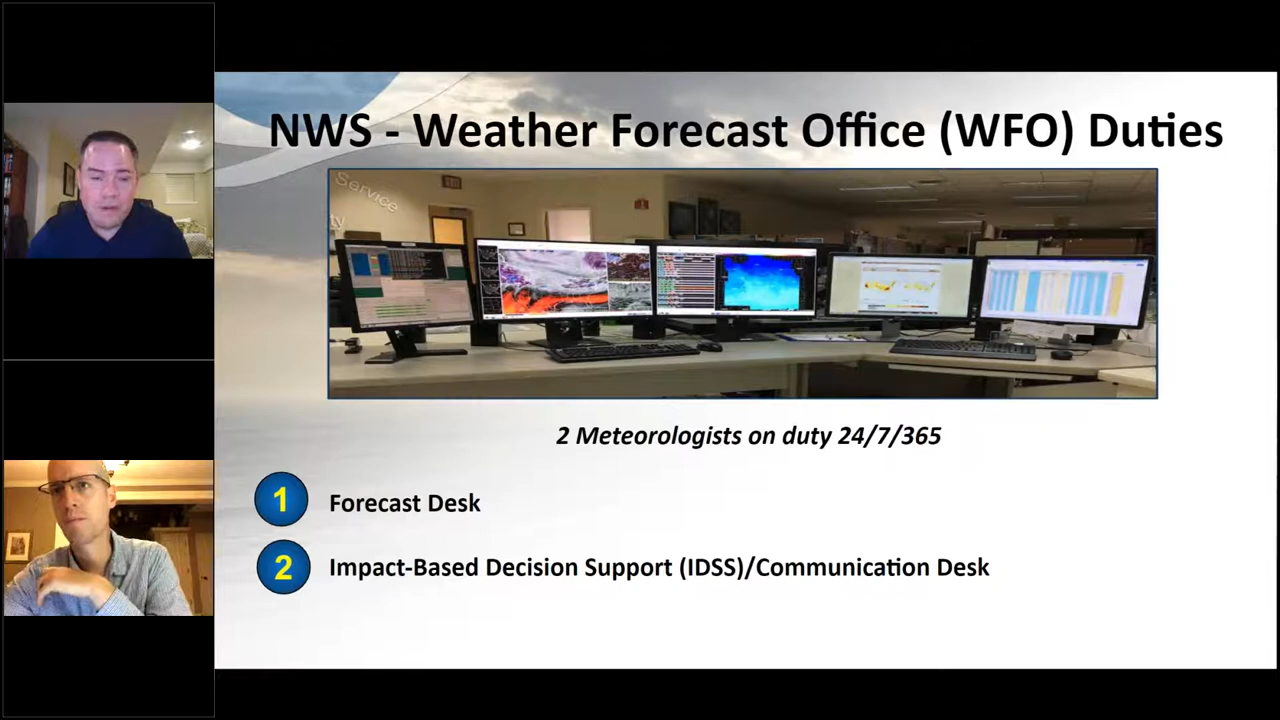 NWS - Weather Forecast Office (WFO) Duties
Service
2 Meteorologists on duty 24/7/365
1 Forecast Desk
2 Impact-Based Decision Support (IDSS)/Communication Desk